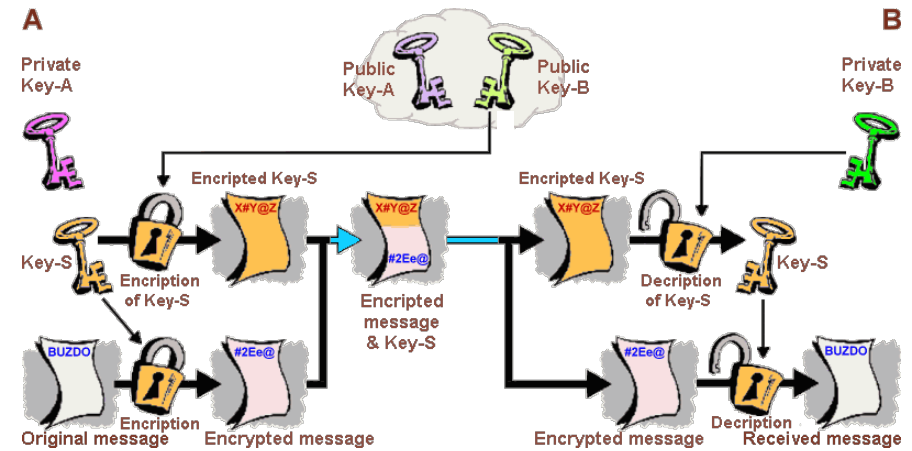 A
B
Private
Key-A
Public
Key-A
Public
Key-B
Private
Key-B
Encripted Key-S
Encripted Key-S
X#Y@Z
X#Y@Z
X#Y@Z
#2Ee@
Key-S
Encription
of Key-S
Encripted
message
& Key-S
Decription
of Key-S
Key-S
BUZDO
#2Ee@
#2Ee@
BUZDO
Encription
Decription
Original message
Encrypted message
Encrypted message
Received message